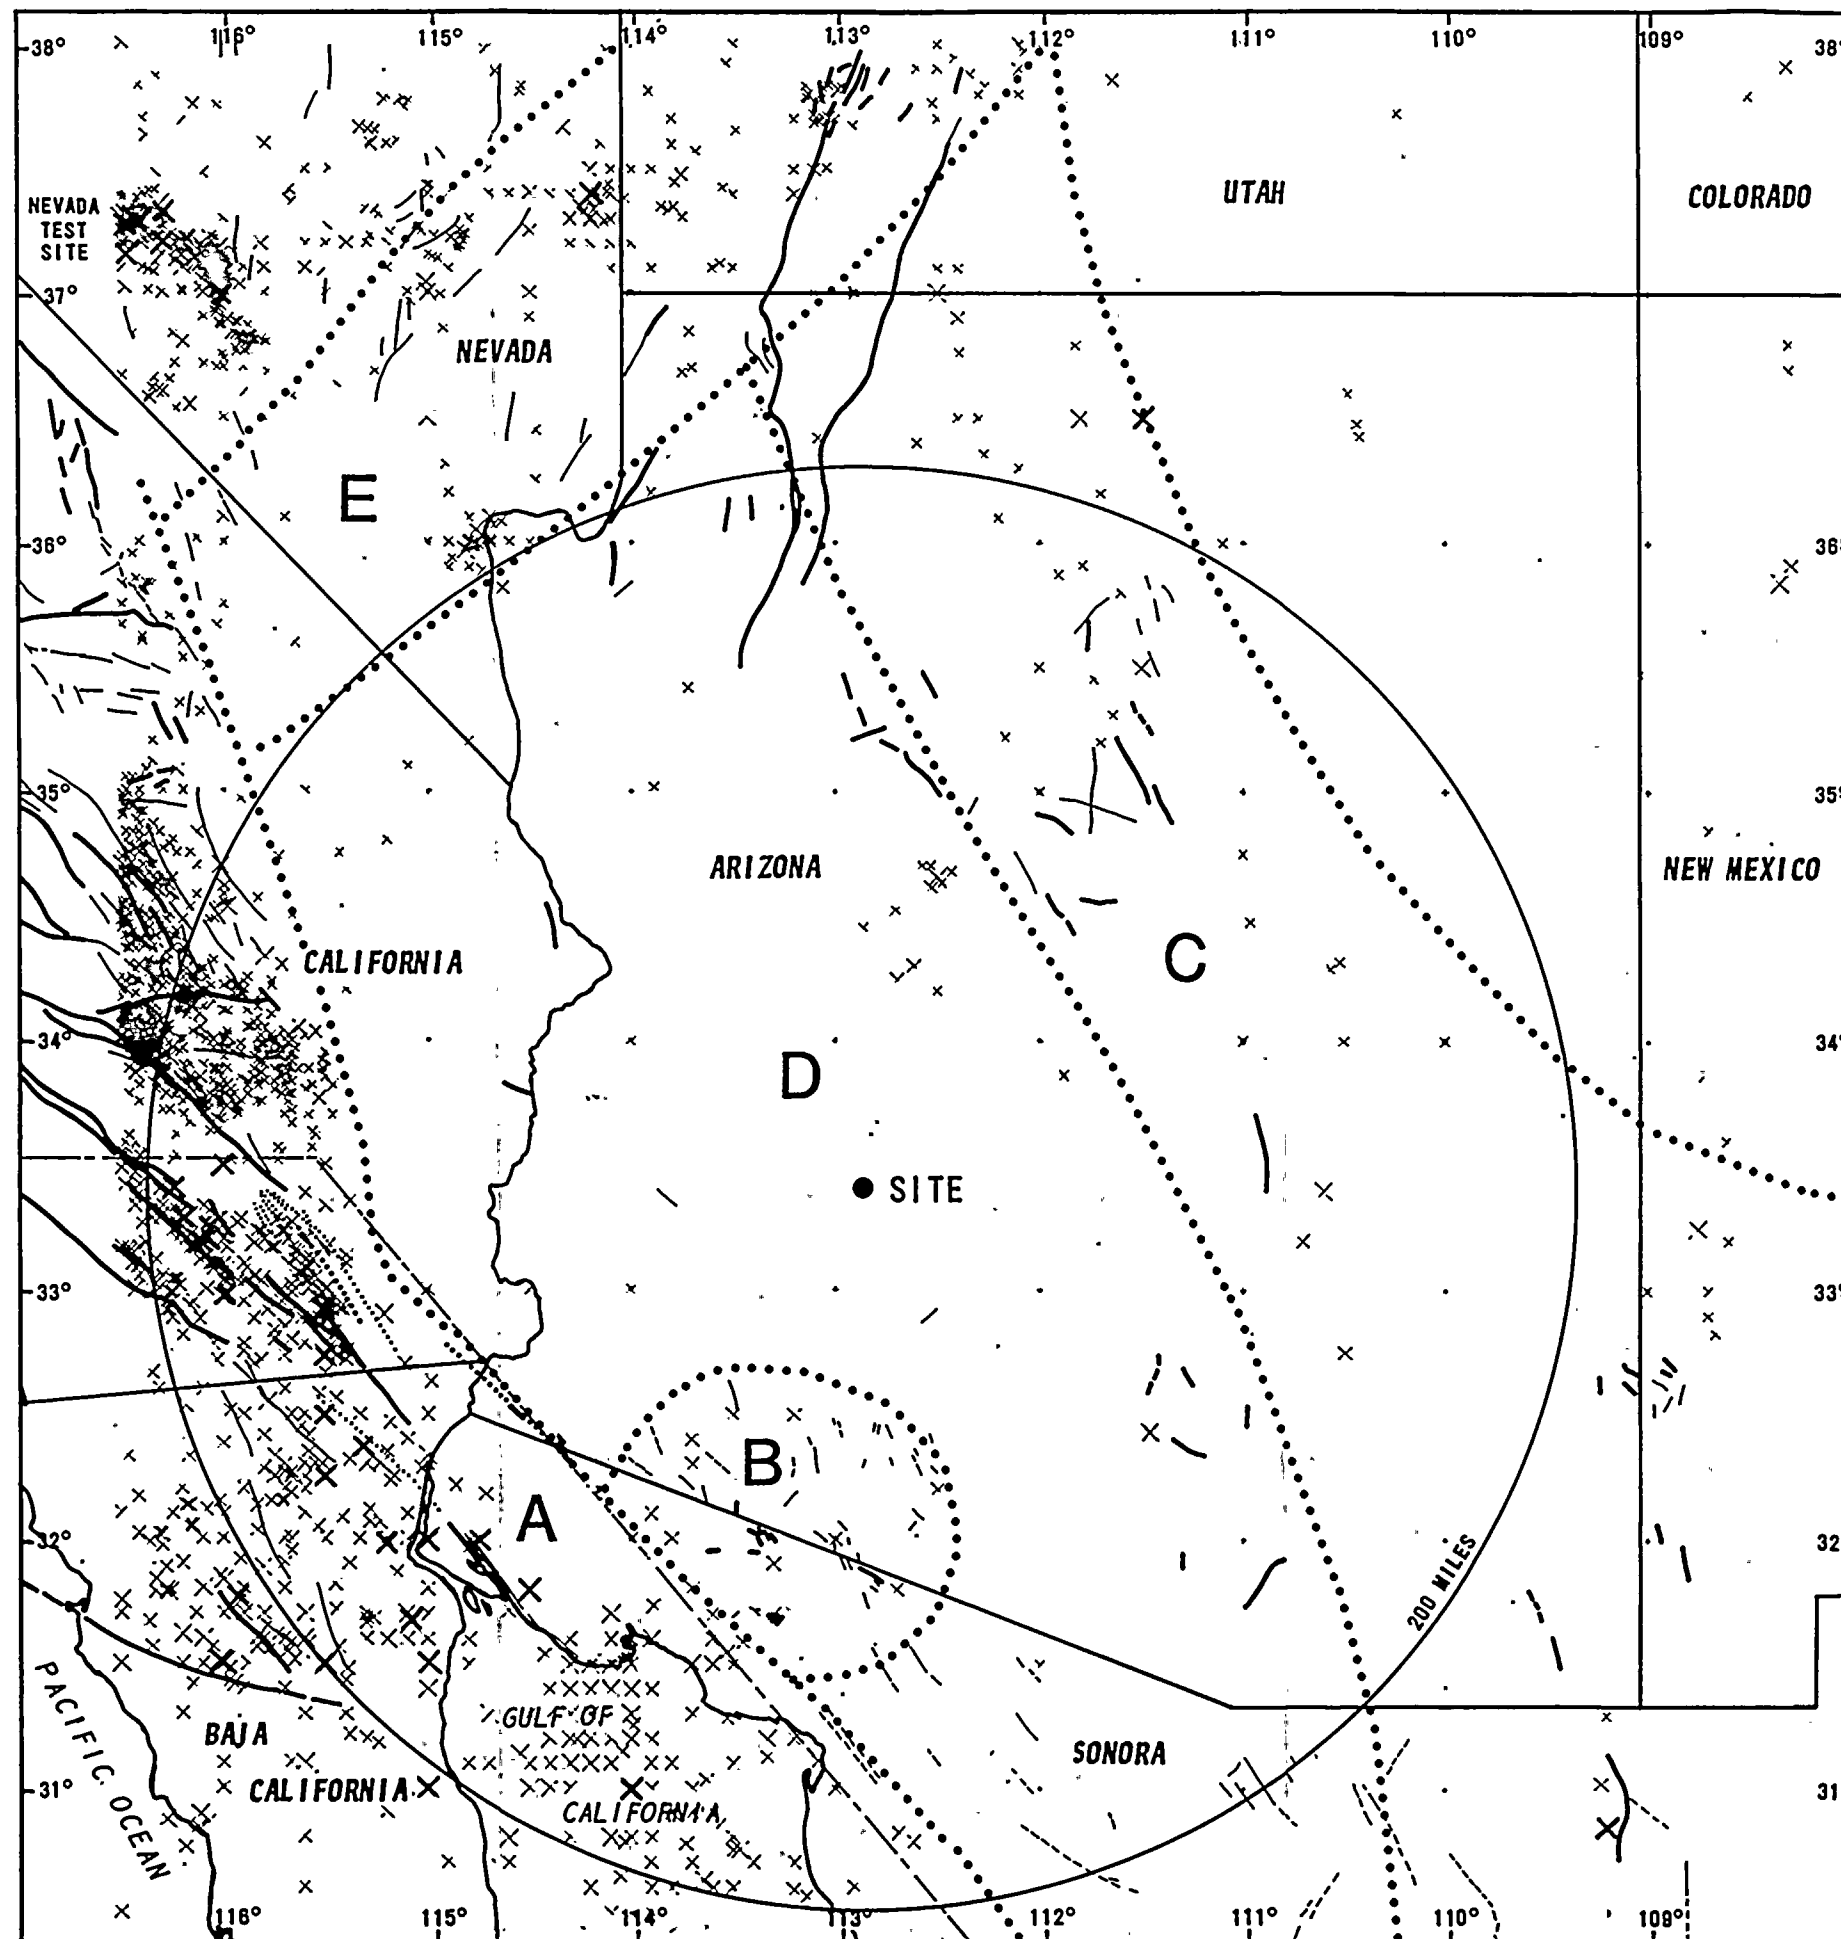 116° 115° 114° 113° 112° 111° 110° 109°
38° 38°
UTAH
COLORADO
NEVADA
TEST
SITE
37°
NEVADA
E
36° 36°
35° 35°
ARIZONA
NEW MEXICO
CALIFORNIA
C
34° 34°
D
SITE
33° 33°
B
A
32° 32
200 MILES
PACIFIC OCEAN
BAJA
CALIFORNIA
GULF OF
CALIFORNIA
SONORA
31° 31
116° 115° 114° 113° 112° 111° 110° 109°